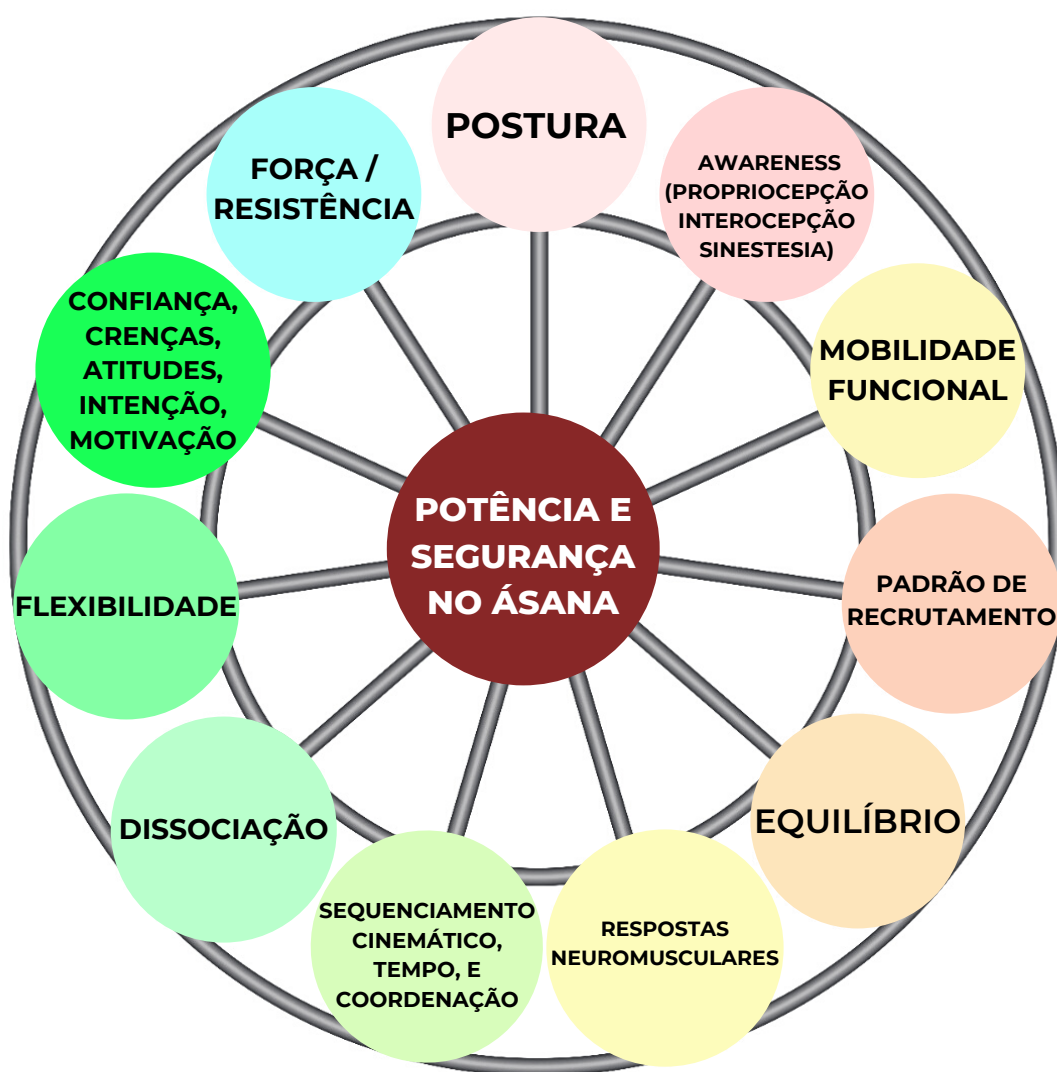 POSTURA
AWARENESS
(PROPRIOCEPÇÃO
INTEROCEPÇÃO
SINESTESIA)
MOBILIDADE
FUNCIONAL
PADRÃO DE
RECRUTAMENTO
EQUILÍBRIO
RESPOSTAS
NEUROMUSCULARES
SEQUENCIAMENTO
CINEMÁTICO,
TEMPO, E
COORDENAÇÃO
DISSOCIAÇÃO
FLEXIBILIDADE
CONFIANÇA,
CRENÇAS,
ATITUDES,
INTENÇÃO,
MOTIVAÇÃO
FORÇA /
RESISTÊNCIA
POTÊNCIA E
SEGURANÇA
NO ÁSANA